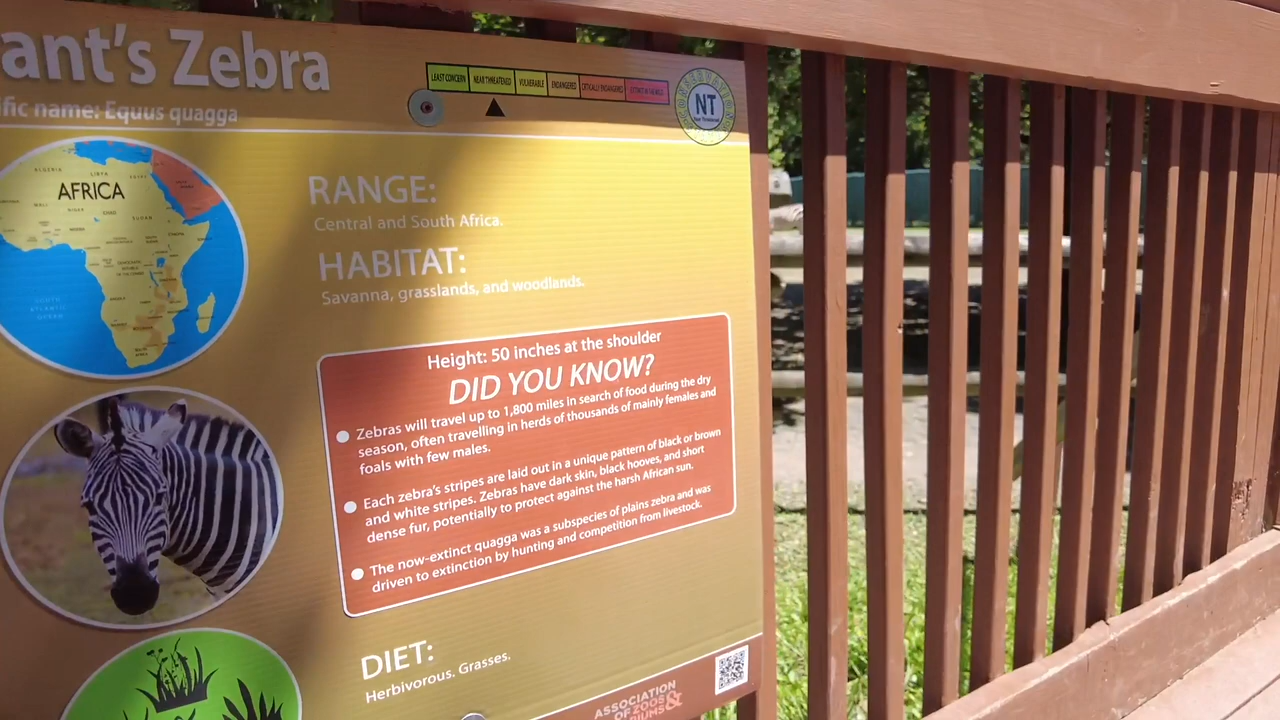 ant's Zebra
ific name: Equus quagga
LEAST CONCERN NEAR THREATENED VULNERABLE ENDANGERED CRITICALLY ENDANGERED
NT
AFRICA
RANGE:
Central and South Africa.
HABITAT:
Savanna, grasslands, and woodlands.
Height: 50 inches at the shoulder
DID YOU KNOW?
Zebras will travel up to 1,800 miles in search of food during the dry
season, often travelling in herds of thousands of mainly females and
foals with few males.
Each zebra's stripes are laid out in a unique pattern of black or brown
and white stripes. Zebras have dark skin, black hooves, and short
dense fur, potentially to protect against the harsh African sun.
The now-extinct quagga was a subspecies of plains zebra and was
driven to extinction by hunting and competition from livestock.
DIET:
Herbivorous. Grasses.
ASSOCIATION
OF ZOOS
RIUMS &